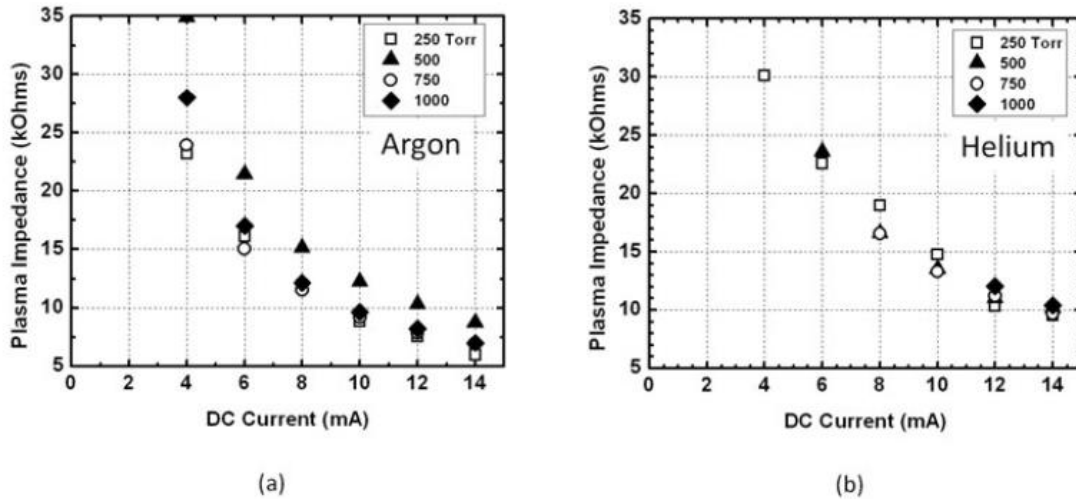 35
30
25
20
15
10
5
0 2 4 6 8 10 12 14
Plasma Impedance (kOhms)
DC Current (mA)
250 Torr
500
750
1000
Argon
(a)
35
30
25
20
15
10
5
0 2 4 6 8 10 12 14
Plasma Impedance (kOhms)
DC Current (mA)
250 Torr
500
750
1000
Helium
(b)